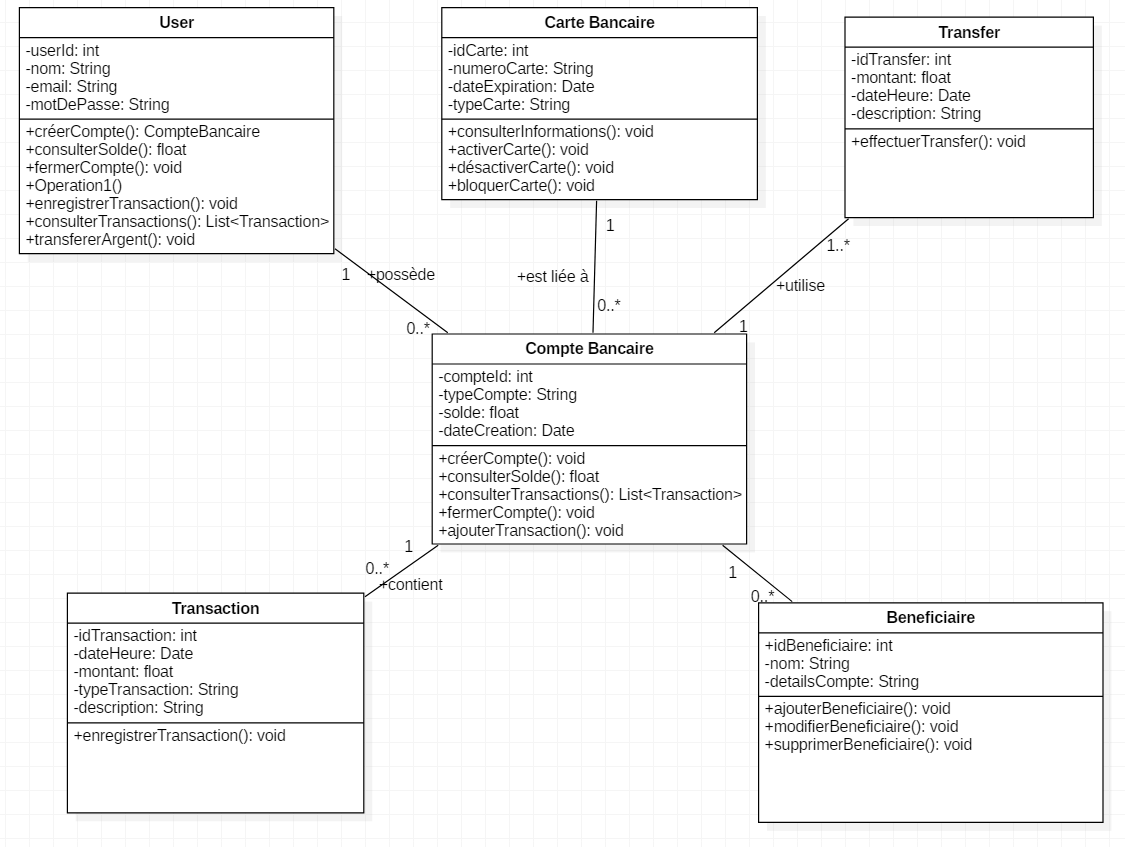 User
-userId: int
-nom: String
-email: String
-motDePasse: String
+créerCompte(): CompteBancaire
+consulterSolde(): float
+fermerCompte(): void
+Operation1()
+enregistrerTransaction(): void
+consulterTransactions(): List<Transaction>
+transfererArgent(): void
Carte Bancaire
-idCarte: int
-numeroCarte: String
-dateExpiration: Date
-typeCarte: String
+consulterInformations(): void
+activerCarte(): void
+désactiverCarte(): void
+bloquerCarte(): void
Transfer
-idTransfer: int
-montant: float
-dateHeure: Date
-description: String
+effectuerTransfer(): void
1
+possède
0..*
1
+est liée à
0..*
1..*
+utilise
1
Compte Bancaire
-compteId: int
-typeCompte: String
-solde: float
-dateCreation: Date
+créerCompte(): void
+consulterSolde(): float
+consulterTransactions(): List<Transaction>
+fermerCompte(): void
+ajouterTransaction(): void
1
0..*
+contient
1
0..*
Transaction
-idTransaction: int
-dateHeure: Date
-montant: float
-typeTransaction: String
-description: String
+enregistrerTransaction(): void
Beneficiaire
+idBeneficiaire: int
-nom: String
-detailsCompte: String
+ajouterBeneficiaire(): void
+modifierBeneficiaire(): void
+supprimerBeneficiaire(): void